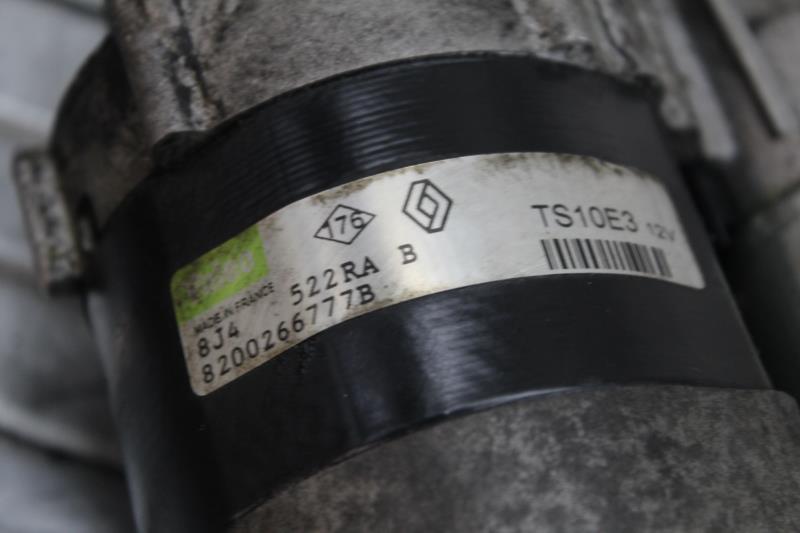 176
TS10E3 12V
MADE IN FRANCE
8J4 522RA B
8200266777B